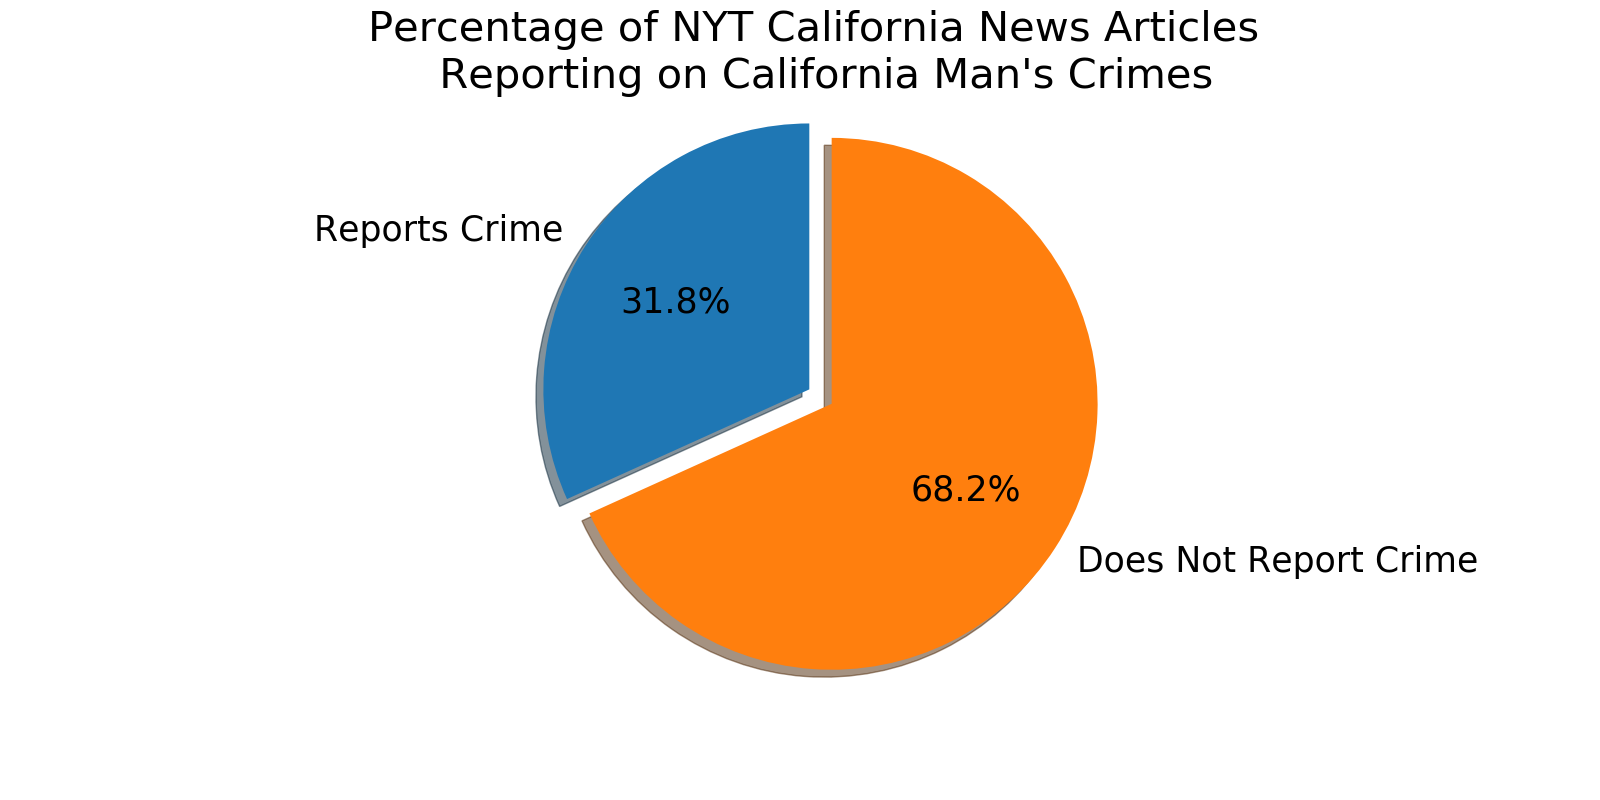 Percentage of NYT California News Articles
Reporting on California Man's Crimes
Reports Crime
31.8%
68.2%
Does Not Report Crime